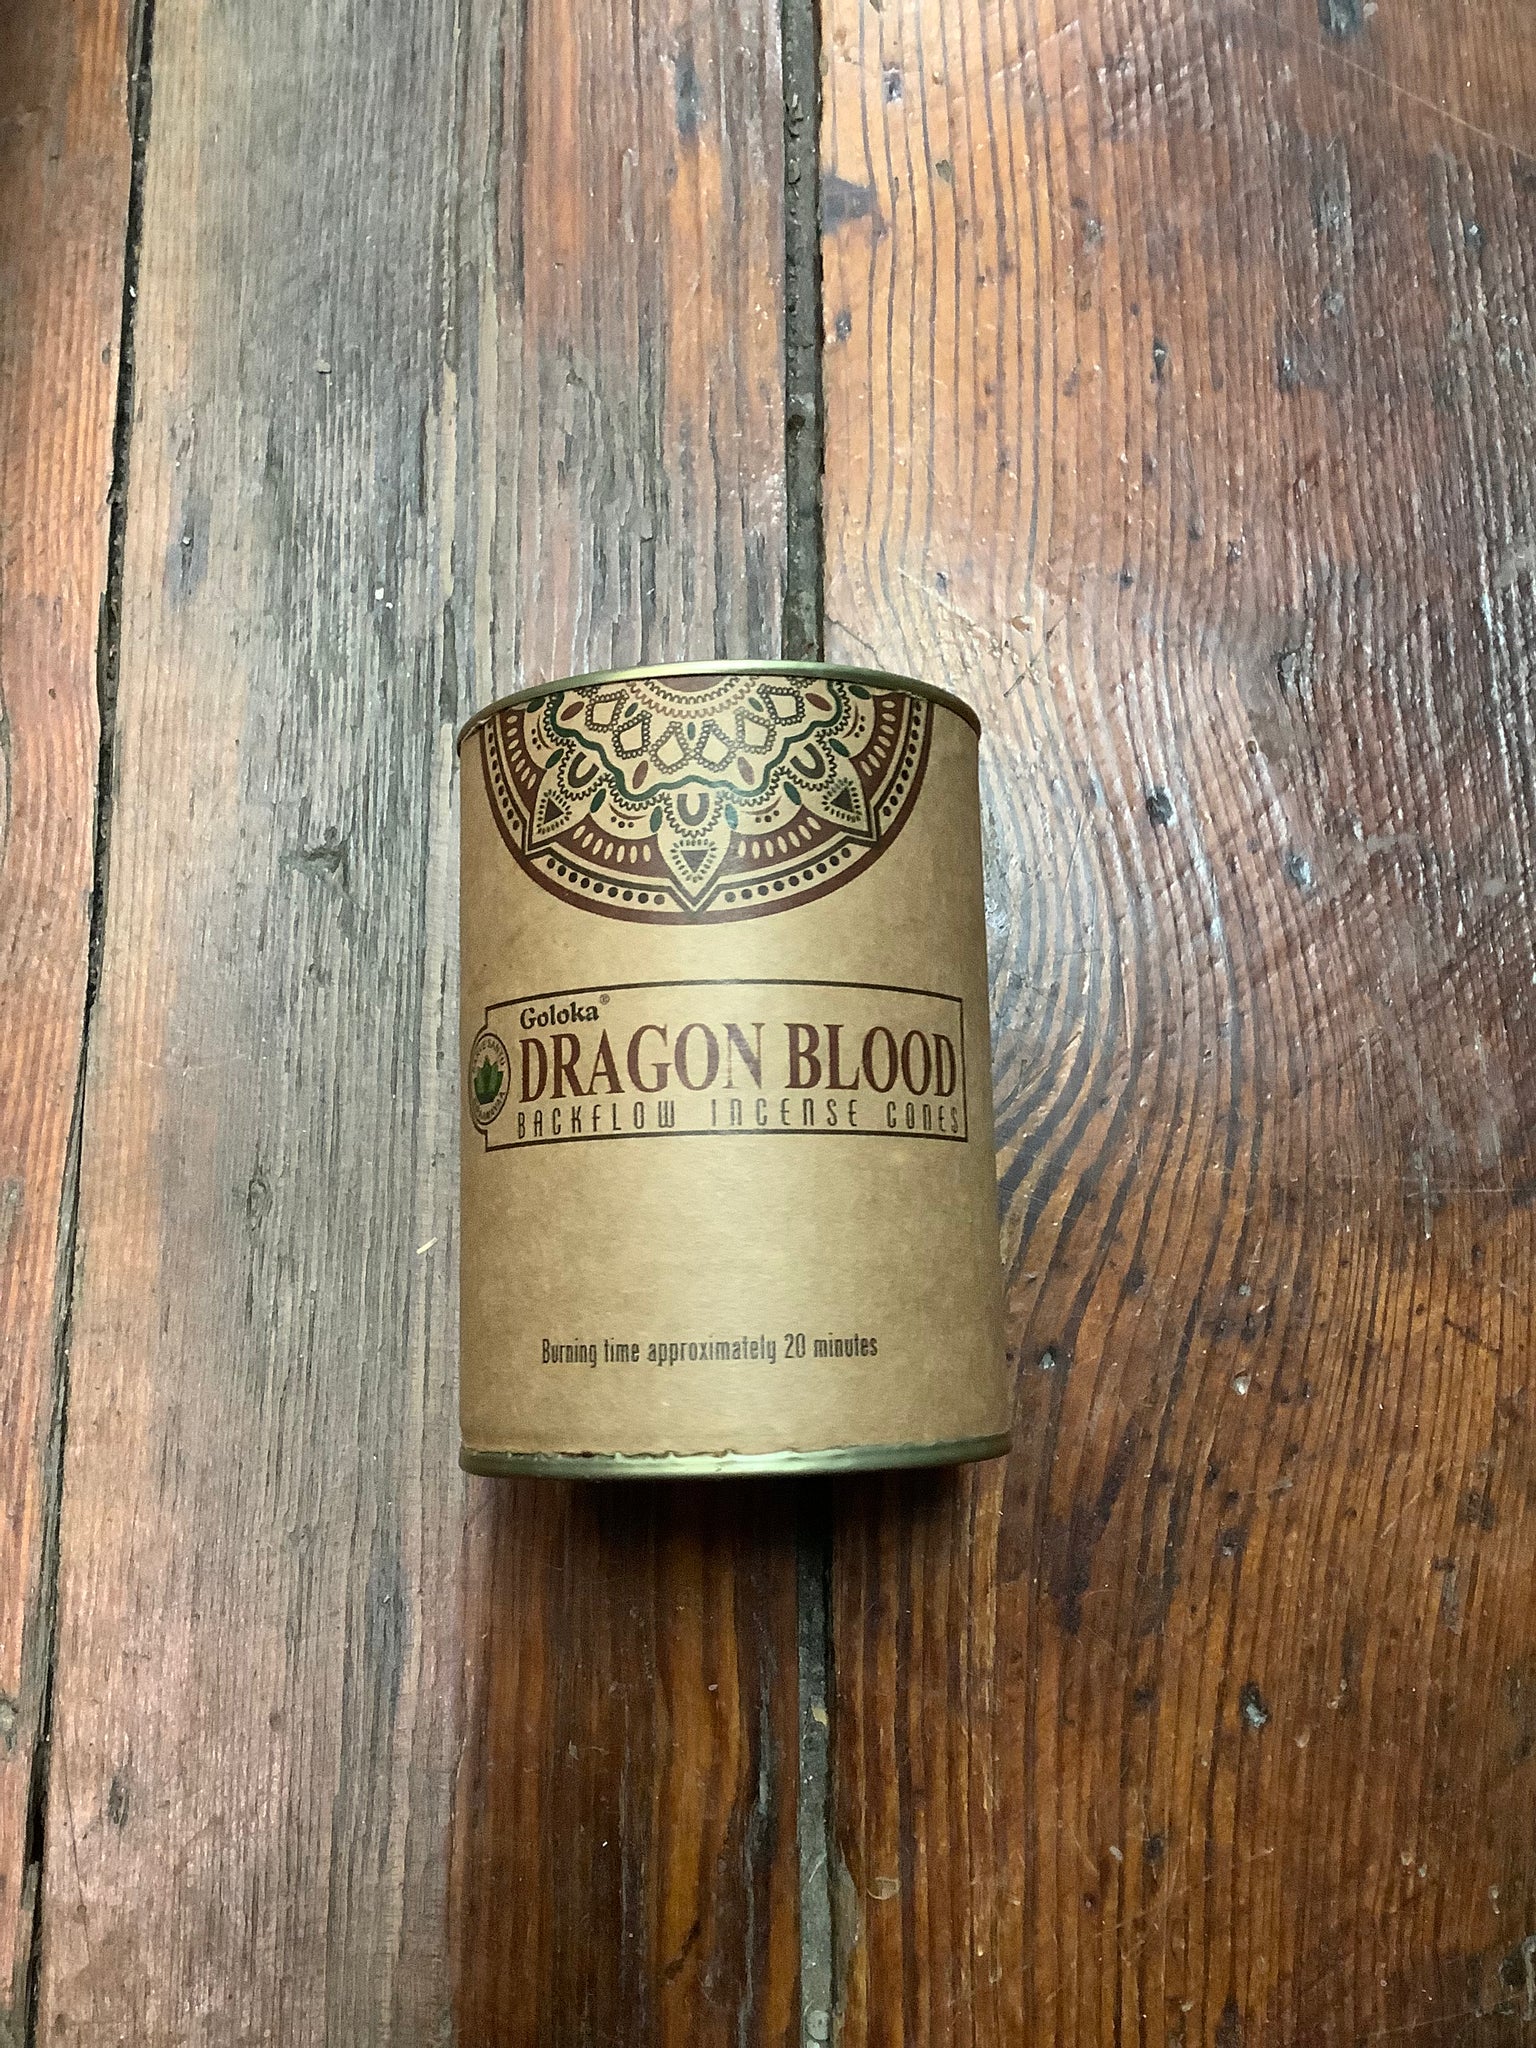 Goloka®
DRAGON BLOOD
BACKFLOW INCENSE CONES
Burning time approximately 20 minutes